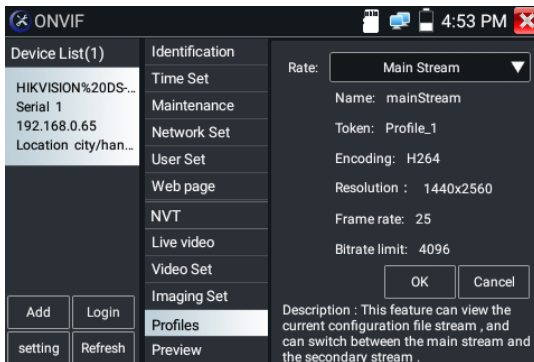 ONVIF
4:53 PM
Device List(1)
HIKVISION%20DS-...
Serial 1
192.168.0.65
Location city/han...
Add
Login
setting
Refresh
Identification
Time Set
Maintenance
Network Set
User Set
Web page
NVT
Live video
Video Set
Imaging Set
Profiles
Preview
Rate: Main Stream
Name: mainStream
Token: Profile_1
Encoding: H264
Resolution : 1440x2560
Frame rate: 25
Bitrate limit: 4096
OK
Cancel
Description : This feature can view the
current configuration file stream , and
can switch between the main stream and
the secondary stream .